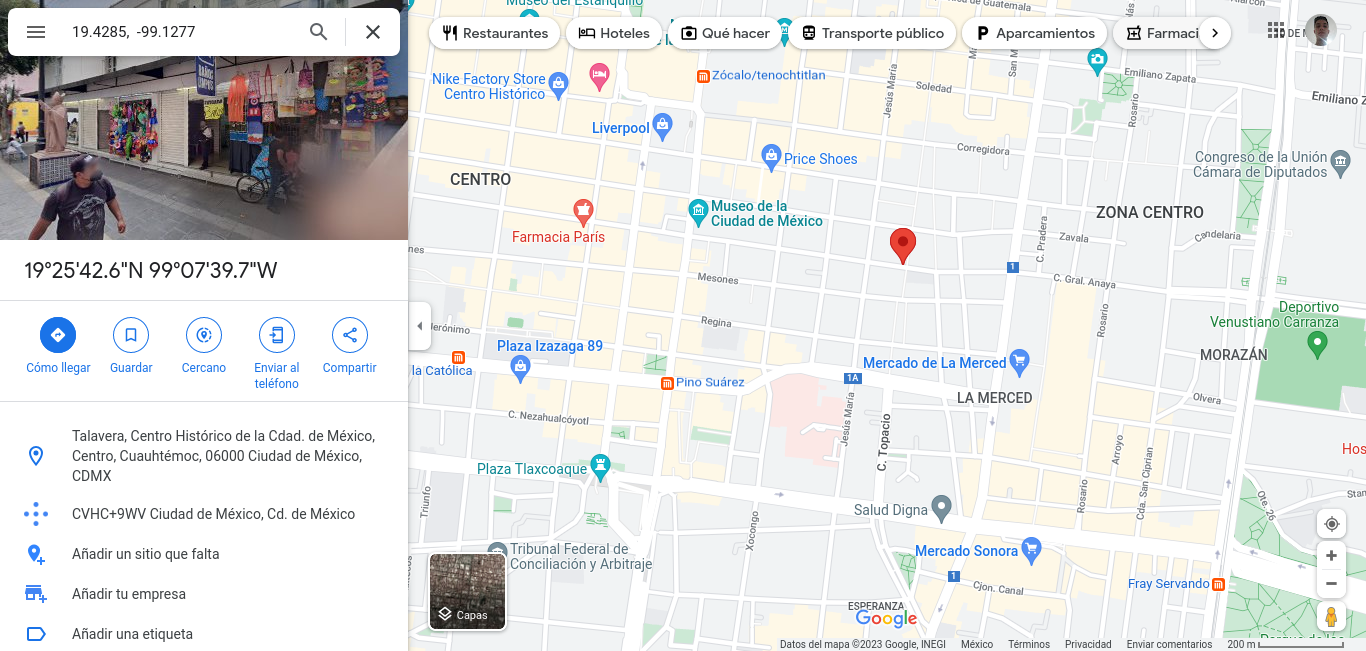 19.4285, -99.1277
19°25'42.6"N 99°07'39.7"W
Cómo llegar
Guardar
Cercano
Enviar al
teléfono
Compartir
Talavera, Centro Histórico de la Cdad. de México,
Centro, Cuauhtémoc, 06000 Ciudad de México,
CDMX
CVHC+9WV Ciudad de México, Cd. de México
Añadir un sitio que falta
Añadir tu empresa
Añadir una etiqueta
Restaurantes
Hoteles
Qué hacer
Transporte público
Aparcamientos
Farmaci
Museo del Estanquillo
de Guatemala
Nike Factory Store
Centro Histórico
Zócalo/tenochtitlan
Liverpool
Price Shoes
CENTRO
Museo de la
Ciudad de México
Farmacia París
Soledad
Jesús María
San M
Emiliano Zapata
Emiliano Z
Rosario
Corregidora
Congreso de la Unión
Cámara de Diputados
ZONA CENTRO
C. Pradera
Zavala
Candelaria
1
C. Gral. Anaya
Mesones
Regina
Jerónimo
Rosario
Deportivo
Venustiano Carranza
MORAZÁN
Plaza Izazaga 89
la Católica
Pino Suárez
1A
Mercado de La Merced
LA MERCED
Olvera
C. Nezahualcóyotl
Jesús María
C. Topacio
Arroyo
Cda. San Ciprian
Rosario
Hos
Plaza Tlaxcoaque
Triunfo
Xocongo
Salud Digna
Ote. 26
Stan
Tribunal Federal de
Conciliación y Arbitraje
Mercado Sonora
1
Cjon. Canal
Fray Servando
ESPERANZA
Capas
Google
Datos del mapa ©2023 Google, INEGI
México
Términos
Privacidad
Enviar comentarios
200 m